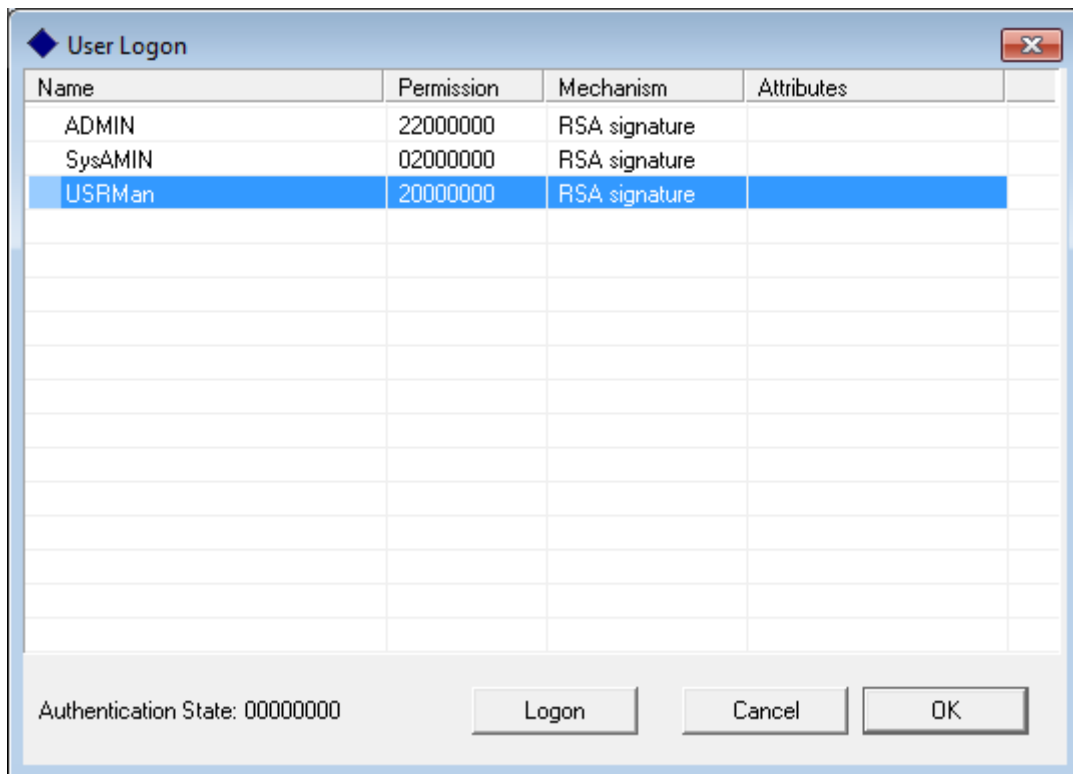 User Logon
Name Permission Mechanism Attributes
ADMIN 22000000 RSA signature
SysAMIN 02000000 RSA signature
USRMan 20000000 RSA signature
Authentication State: 00000000 Logon Cancel OK